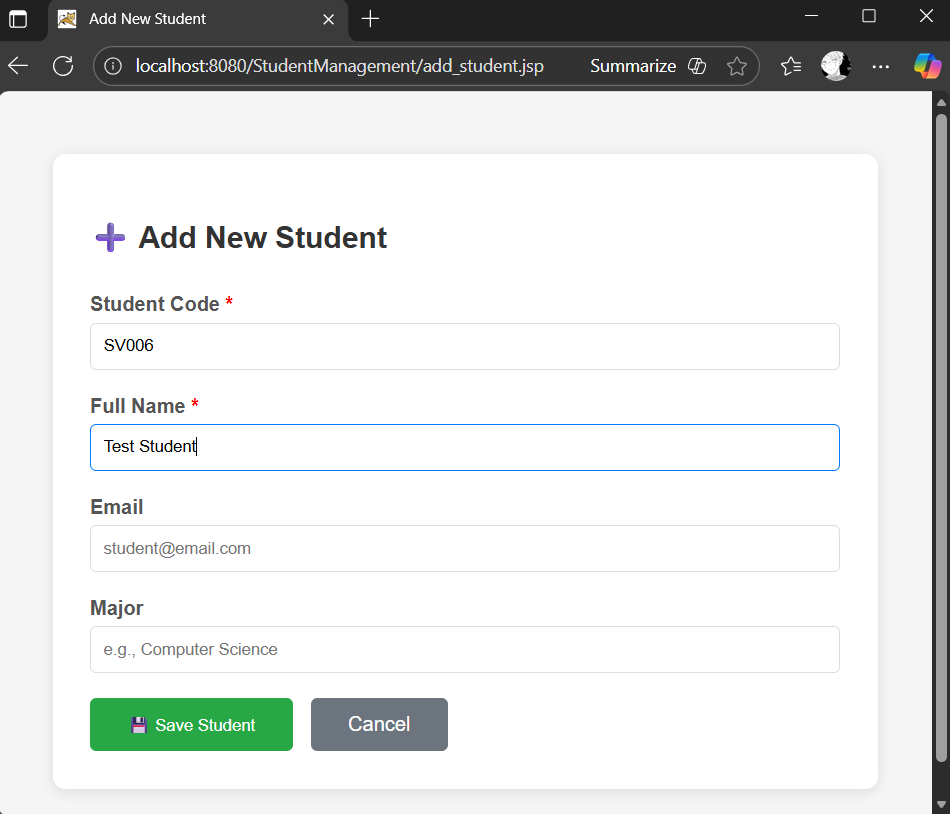 Add New Student
localhost:8080/StudentManagement/add_student.jsp
Summarize
Add New Student
Student Code *
SV006
Full Name *
Test Student
Email
student@email.com
Major
e.g., Computer Science
Save Student
Cancel